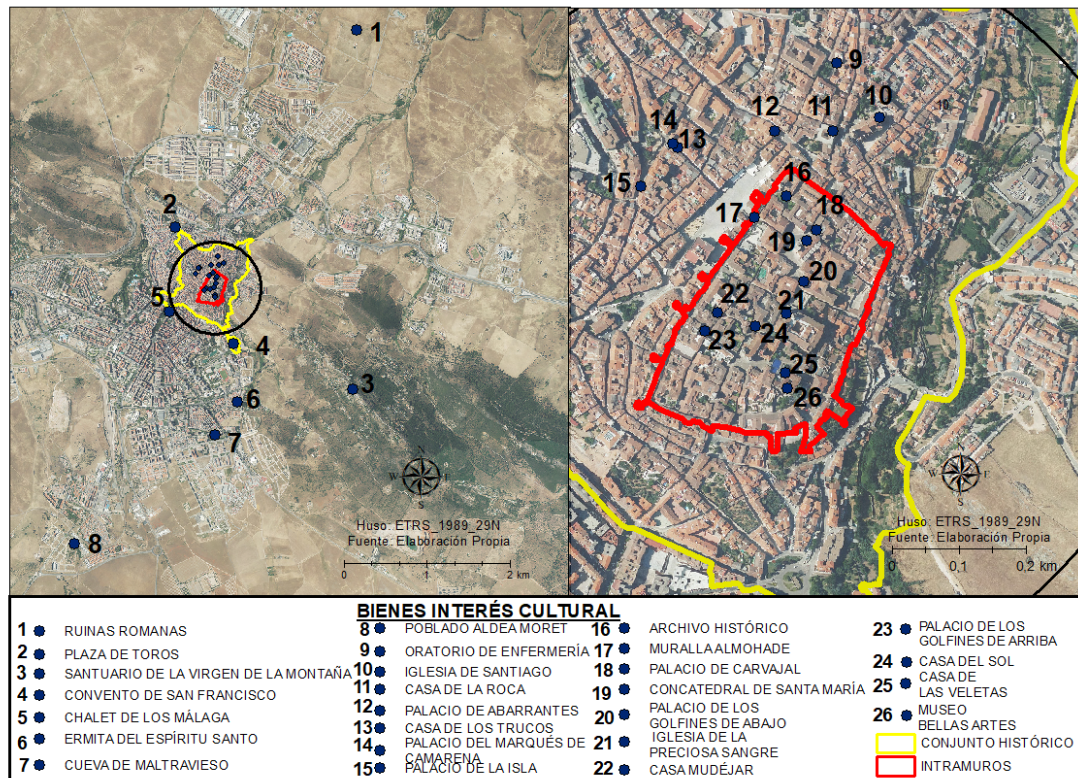 1
2
3
4
5
6
7
8
N
W
E
S
Huso: ETRS_1989_29N
Fuente: Elaboración Propia
0 1 2 km
9
10
11
12
13
14
15
16
17
18
19
20
21
22
23
24
25
26
W
E
S
Huso: ETRS_1989_29N
Fuente: Elaboración Propia
0 0,1 0,2 km
BIENES INTERÉS CULTURAL
1 RUINAS ROMANAS
2 PLAZA DE TOROS
3 SANTUARIO DE LA VIRGEN DE LA MONTAÑA
4 CONVENTO DE SAN FRANCISCO
5 CHALET DE LOS MÁLAGA
6 ERMITA DEL ESPÍRITU SANTO
7 CUEVA DE MALTRAVIESO
8 POBLADO ALDEA MORET
9 ORATORIO DE ENFERMERÍA
10 IGLESIA DE SANTIAGO
11 CASA DE LA ROCA
12 PALACIO DE ABARRANTES
13 CASA DE LOS TRUCOS
14 PALACIO DEL MARQUÉS DE
CAMARENA
15 PALACIO DE LA ISLA
16 ARCHIVO HISTÓRICO
17 MURALLA ALMOHADE
18 PALACIO DE CARVAJAL
19 CONCATEDRAL DE SANTA MARÍA
20 PALACIO DE LOS
GOLFINES DE ABAJO
21 IGLESIA DE LA
PRECIOSA SANGRE
22 CASA MUDÉJAR
23 PALACIO DE LOS
GOLFINES DE ARRIBA
24 CASA DEL SOL
25 CASA DE
LAS VELETAS
26 MUSEO
BELLAS ARTES
CONJUNTO HISTÓRICO
INTRAMUROS